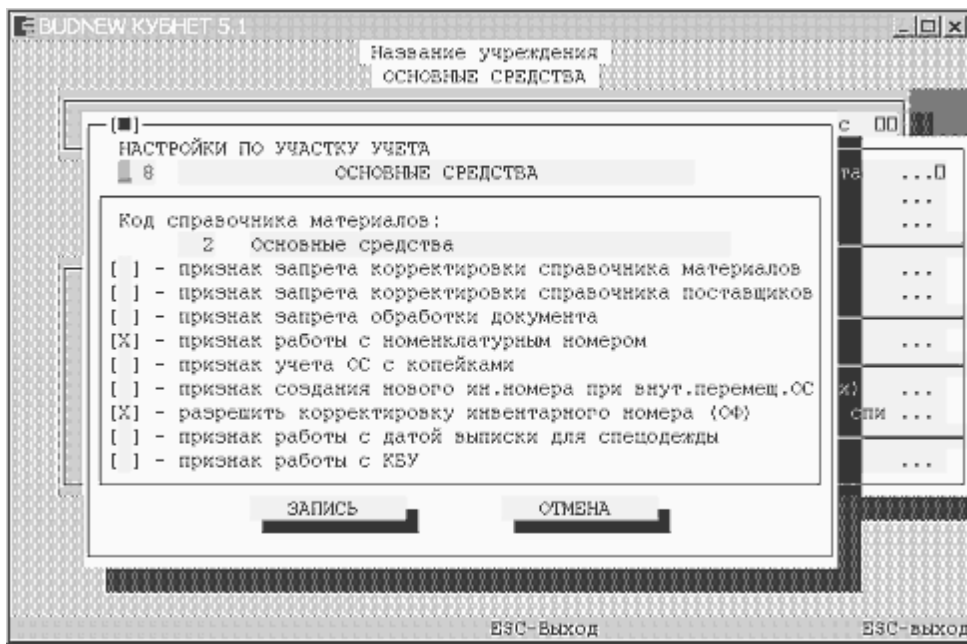 BUDNEW КУБНЕТ 5.1
Название учреждения
ОСНОВНЫЕ СРЕДСТВА
с 00
НАСТРОЙКИ ПО УЧАСТКУ УЧЕТА
8 ОСНОВНЫЕ СРЕДСТВА
та ...
...
...
Код справочника материалов:
2 Основные средства
[ ] - признак запрета корректировки справочника материалов
...
[ ] - признак запрета корректировки справочника поставщиков
...
[ ] - признак запрета обработки документа
[X] - признак работы с номенклатурным номером
...
[ ] - признак учета ОС с копейками
[ ] - признак создания нового ин.номера при внут.перемещ.ОС
и) ...
[X] - разрешить корректировку инвентарного номера (ОФ)
спи ...
[ ] - признак работы с датой выписки для спецодежды
[ ] - признак работы с КБУ
...
ЗАПИСЬ ОТМЕНА
ESC-Выход ESC-выход